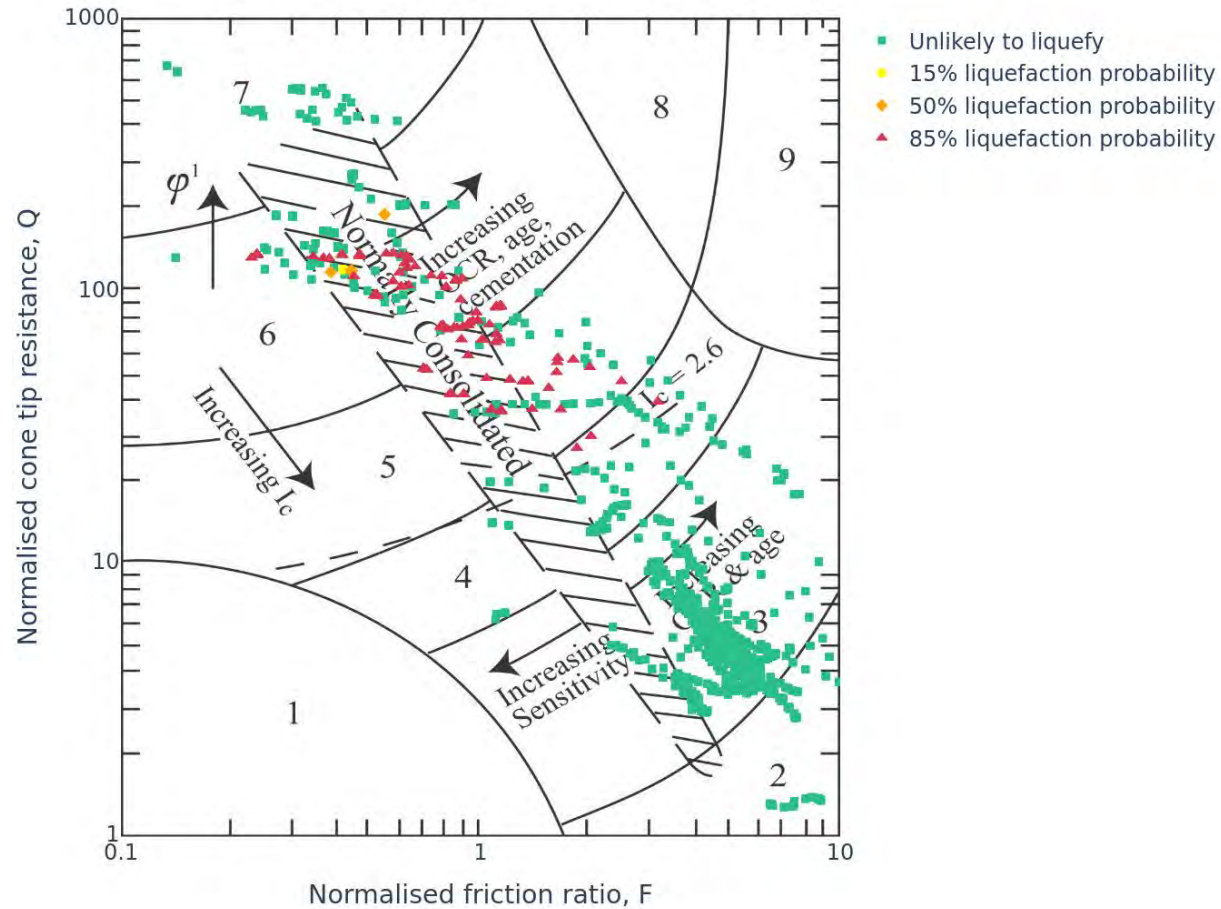 1000
100
10
1
0.1
1
10
Normalised cone tip resistance, Q
Normalised friction ratio, F
Unlikely to liquefy
15% liquefaction probability
50% liquefaction probability
85% liquefaction probability
7
8
9
φ¹
Increasing
OCR, age,
cementation
Normally Consolidated
6
Increasing Ic
5
Ic = 2.6
4
Increasing
& age
3
Increasing
Sensitivity
1
2